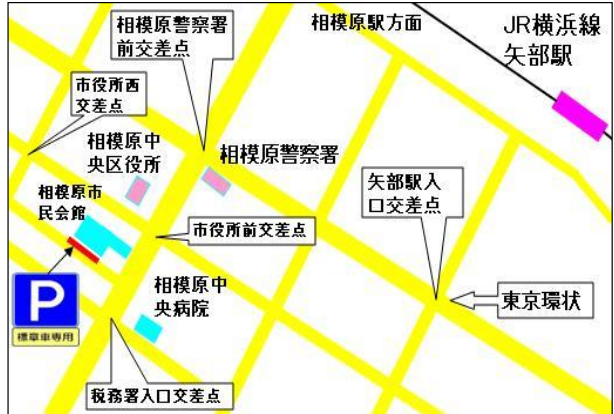 相模原警察署
前交差点
相模原駅方面
JR横浜線
矢部駅
市役所西
交差点
相模原中
央区役所
相模原警察署
相模原市
民会館
矢部駅入
口交差点
市役所前交差点
相模原中
央病院
東京環状
P
標章車専用
税務署入口交差点